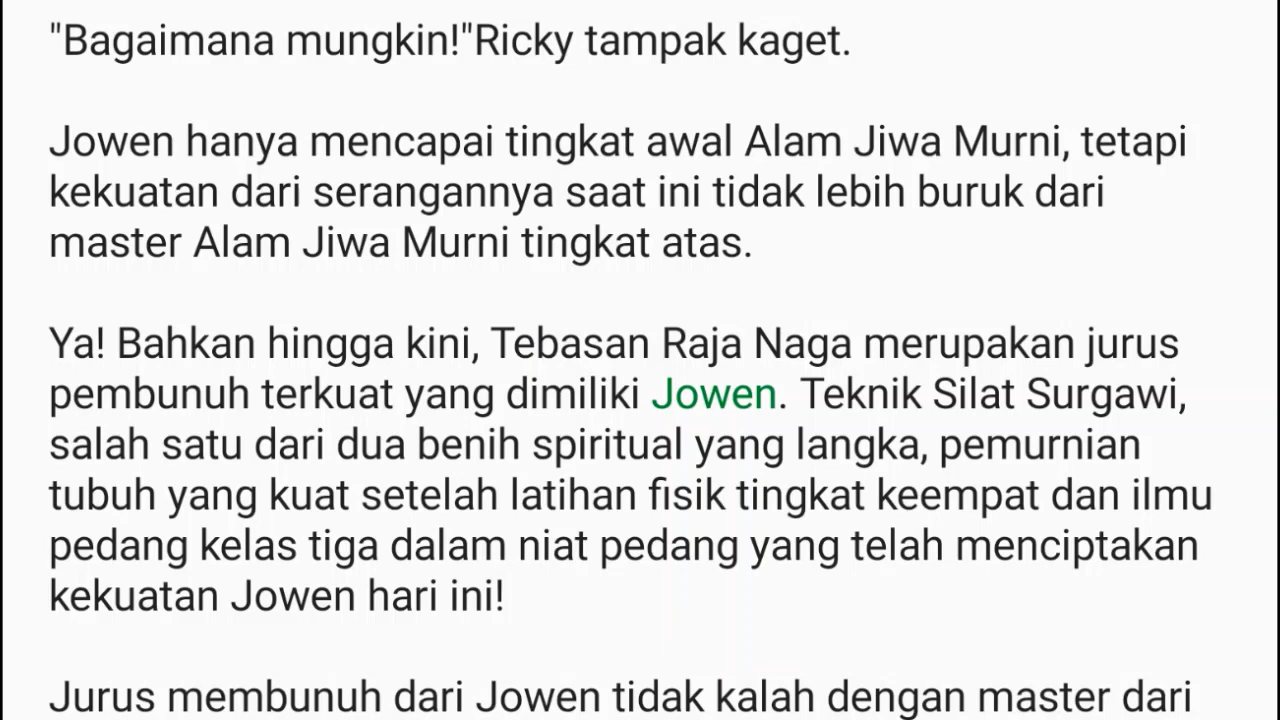 "Bagaimana mungkin!"Ricky tampak kaget.
Jowen hanya mencapai tingkat awal Alam Jiwa Murni, tetapi
kekuatan dari serangannya saat ini tidak lebih buruk dari
master Alam Jiwa Murni tingkat atas.
Ya! Bahkan hingga kini, Tebasan Raja Naga merupakan jurus
pembunuh terkuat yang dimiliki Jowen. Teknik Silat Surgawi,
salah satu dari dua benih spiritual yang langka, pemurnian
tubuh yang kuat setelah latihan fisik tingkat keempat dan ilmu
pedang kelas tiga dalam niat pedang yang telah menciptakan
kekuatan Jowen hari ini!
Jurus membunuh dari Jowen tidak kalah dengan master dari